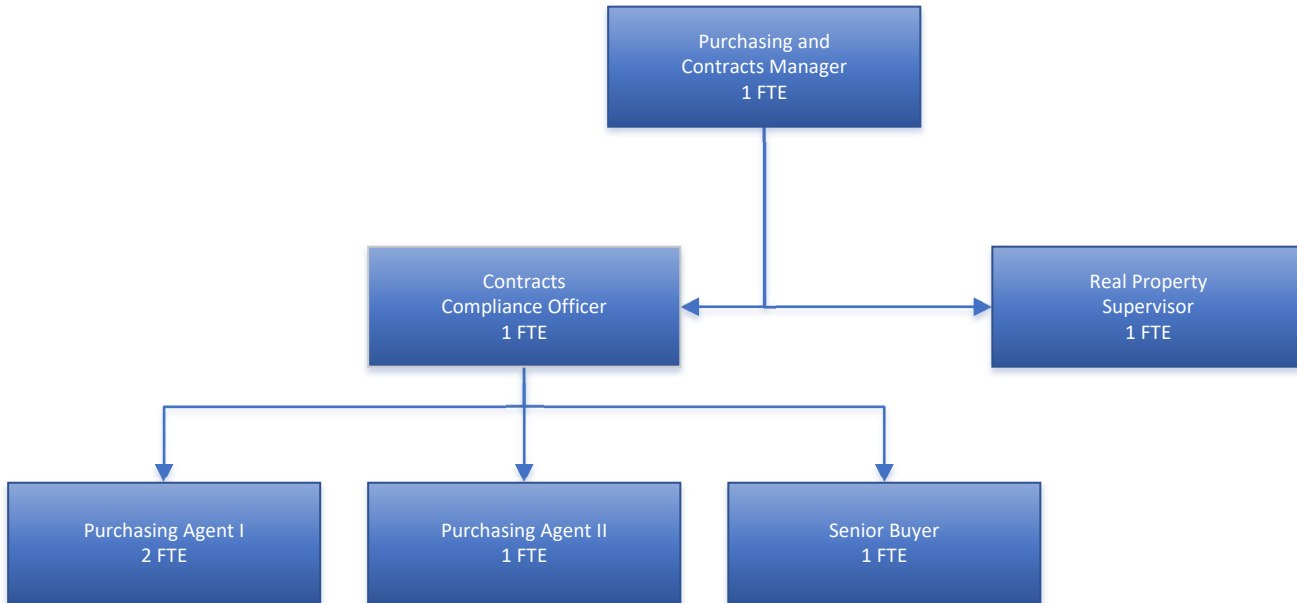 Purchasing and
Contracts Manager
1 FTE
Contracts
Compliance Officer
1 FTE
Real Property
Supervisor
1 FTE
Purchasing Agent I
2 FTE
Purchasing Agent II
1 FTE
Senior Buyer
1 FTE